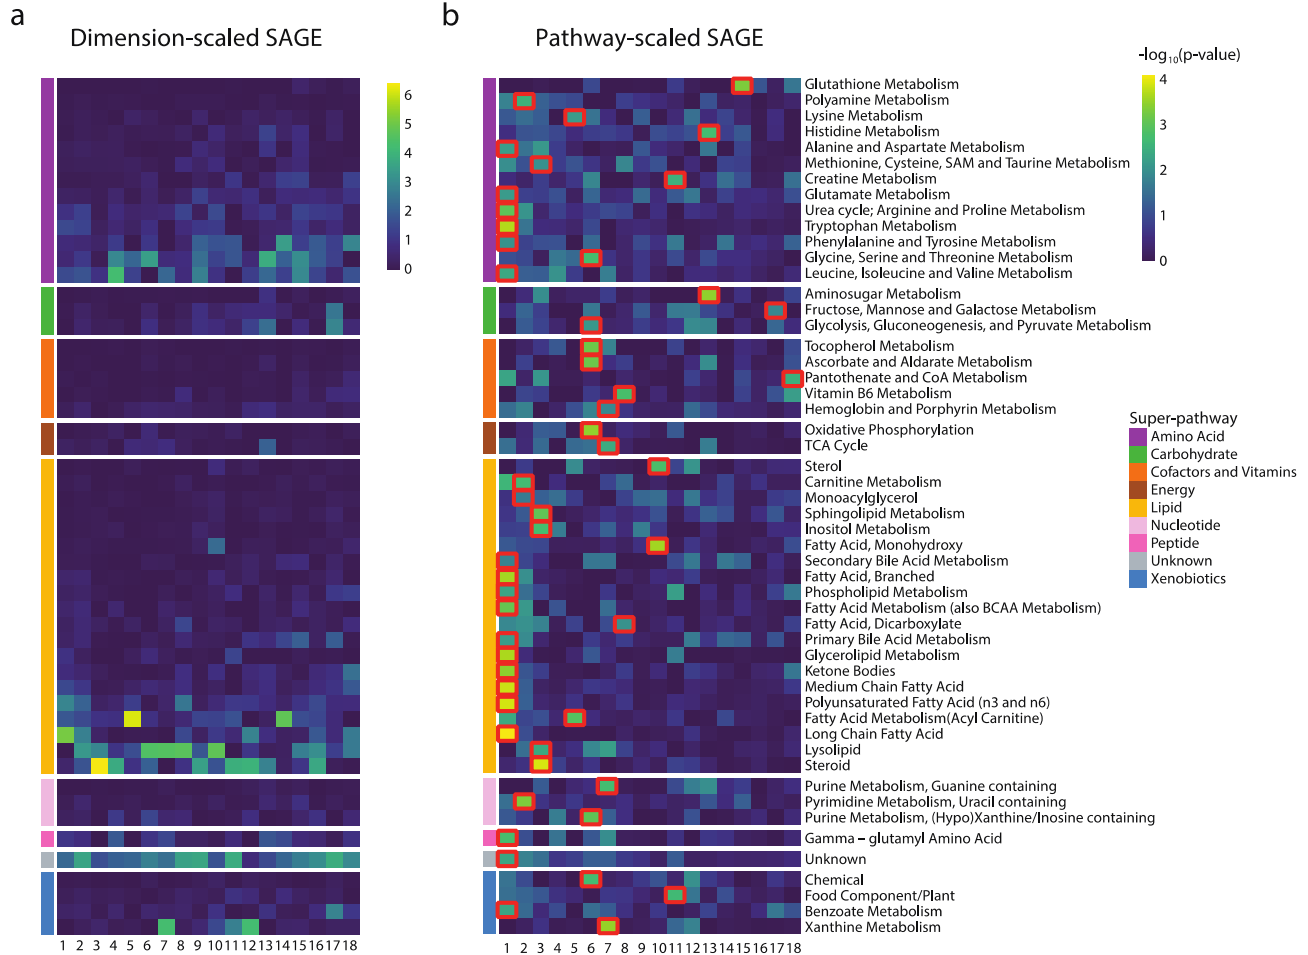 a
b
Dimension-scaled SAGE
Pathway-scaled SAGE
6
5
4
3
2
1
0
-log10(p-value)
4
3
2
1
0
Glutathione Metabolism
Polyamine Metabolism
Lysine Metabolism
Histidine Metabolism
Alanine and Aspartate Metabolism
Methionine, Cysteine, SAM and Taurine Metabolism
Creatine Metabolism
Glutamate Metabolism
Urea cycle; Arginine and Proline Metabolism
Tryptophan Metabolism
Phenylalanine and Tyrosine Metabolism
Glycine, Serine and Threonine Metabolism
Leucine, Isoleucine and Valine Metabolism
Aminosugar Metabolism
Fructose, Mannose and Galactose Metabolism
Glycolysis, Gluconeogenesis, and Pyruvate Metabolism
Tocopherol Metabolism
Ascorbate and Aldarate Metabolism
Pantothenate and CoA Metabolism
Vitamin B6 Metabolism
Hemoglobin and Porphyrin Metabolism
Oxidative Phosphorylation
TCA Cycle
Sterol
Carnitine Metabolism
Monoacylglycerol
Sphingolipid Metabolism
Inositol Metabolism
Fatty Acid, Monohydroxy
Secondary Bile Acid Metabolism
Fatty Acid, Branched
Phospholipid Metabolism
Fatty Acid Metabolism (also BCAA Metabolism)
Fatty Acid, Dicarboxylate
Primary Bile Acid Metabolism
Glycerolipid Metabolism
Ketone Bodies
Medium Chain Fatty Acid
Polyunsaturated Fatty Acid (n3 and n6)
Fatty Acid Metabolism(Acyl Carnitine)
Long Chain Fatty Acid
Lysolipid
Steroid
Purine Metabolism, Guanine containing
Pyrimidine Metabolism, Uracil containing
Purine Metabolism, (Hypo)Xanthine/Inosine containing
Gamma – glutamyl Amino Acid
Unknown
Chemical
Food Component/Plant
Benzoate Metabolism
Xanthine Metabolism
Super-pathway
Amino Acid
Carbohydrate
Cofactors and Vitamins
Energy
Lipid
Nucleotide
Peptide
Unknown
Xenobiotics
1 2 3 4 5 6 7 8 9 10 11 12 13 14 15 16 17 18
1 2 3 4 5 6 7 8 9 10 11 12 13 14 15 16 17 18